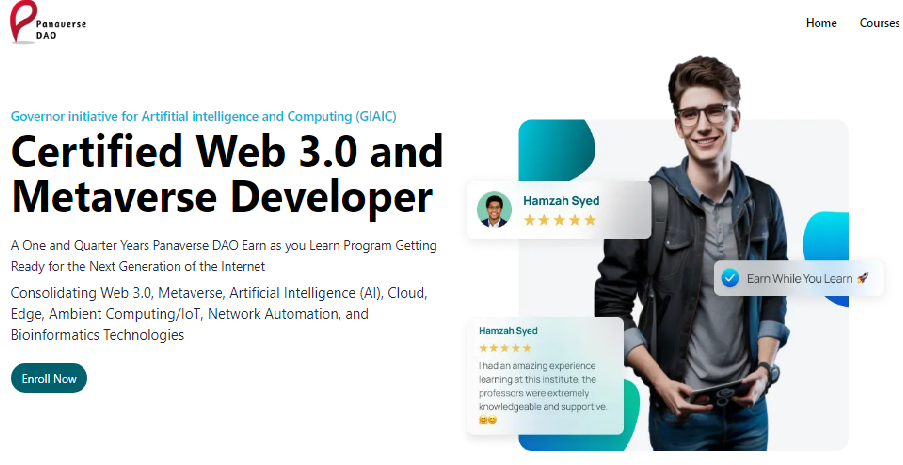 Panaverse
DAO
Home
Courses
Governor initiative for Artifitial intelligence and Computing (GIAIC)
Certified Web 3.0 and
Metaverse Developer
A One and Quarter Years Panaverse DAO Earn as you Learn Program Getting
Ready for the Next Generation of the Internet
Consolidating Web 3.0, Metaverse, Artificial Intelligence (AI), Cloud,
Edge, Ambient Computing/IoT, Network Automation, and
Bioinformatics Technologies
Enroll Now
Hamzah Syed
Earn While You Learn 🚀
Hamzah Syed
I had an amazing experience
learning at this institute. the
professors were extremely
knowledgeable and supportive.
🤗😊